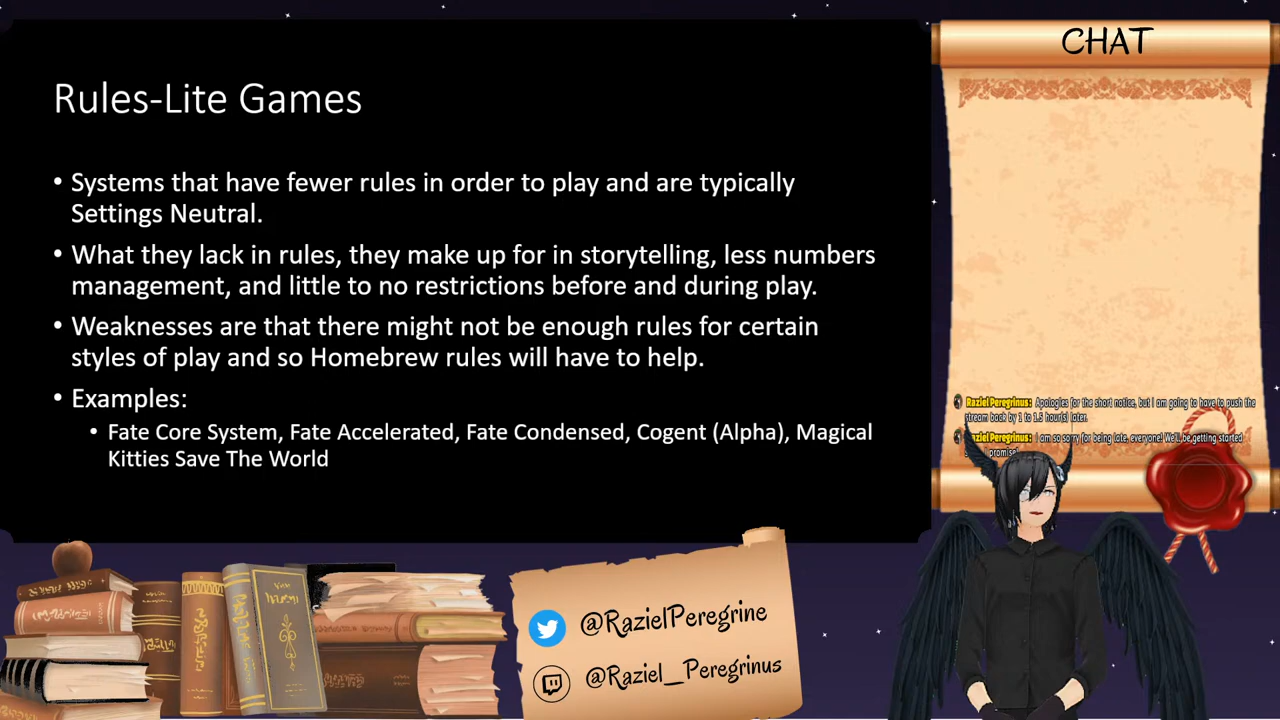 Rules-Lite Games
• Systems that have fewer rules in order to play and are typically
Settings Neutral.
• What they lack in rules, they make up for in storytelling, less numbers
management, and little to no restrictions before and during play.
• Weaknesses are that there might not be enough rules for certain
styles of play and so Homebrew rules will have to help.
• Examples:
• Fate Core System, Fate Accelerated, Fate Condensed, Cogent (Alpha), Magical
Kitties Save The World
CHAT
Raziel Peregrinus: Apologies for the short notice, but I am going to have to push the
stream back by 1 to 1.5 hour(s) later.
I am so sorry for being late, everyone! We'll be getting started
promise
@RazielPeregrine
@Raziel_Peregrinus